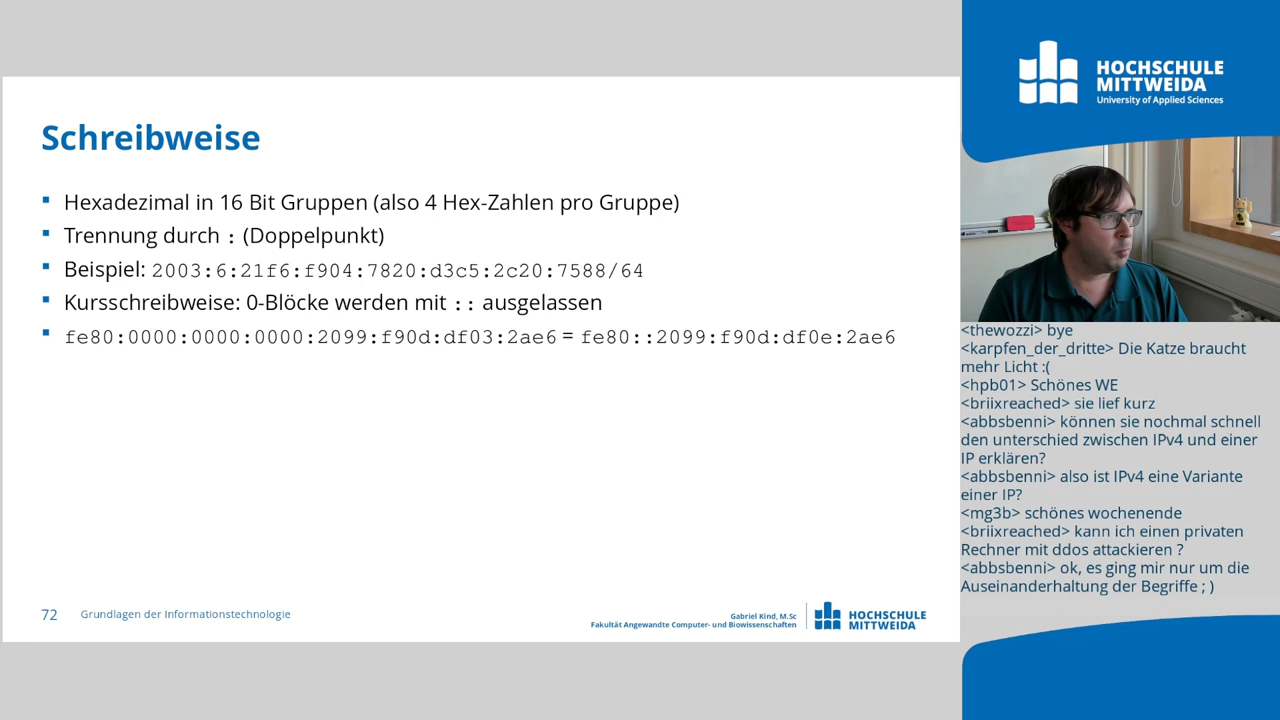 Schreibweise
Hexadezimal in 16 Bit Gruppen (also 4 Hex-Zahlen pro Gruppe)
Trennung durch : (Doppelpunkt)
Beispiel: 2003:6:21f6:f904:7820:d3c5:2c20:7588/64
Kursschreibweise: 0-Blöcke werden mit :: ausgelassen
fe80:0000:0000:0000:2099:f90d:df03:2ae6 = fe80::2099:f90d:df0e:2ae6
72 Grundlagen der Informationstechnologie
Gabriel Kind, M.Sc
Fakultät Angewandte Computer- und Biowissenschaften
HOCHSCHULE
MITTWEIDA
HOCHSCHULE
MITTWEIDA
University of Applied Sciences
<thewozzi> bye
<karpfen_der_dritte> Die Katze braucht
mehr Licht :(
<hpb01> Schönes WE
<briixreached> sie lief kurz
<abbsbenni> können sie nochmal schnell
den unterschied zwischen IPv4 und einer
IP erklären?
<abbsbenni> also ist IPv4 eine Variante
einer IP?
<mg3b> schönes wochenende
<briixreached> kann ich einen privaten
Rechner mit ddos attackieren ?
<abbsbenni> ok, es ging mir nur um die
Auseinanderhaltung der Begriffe ; )